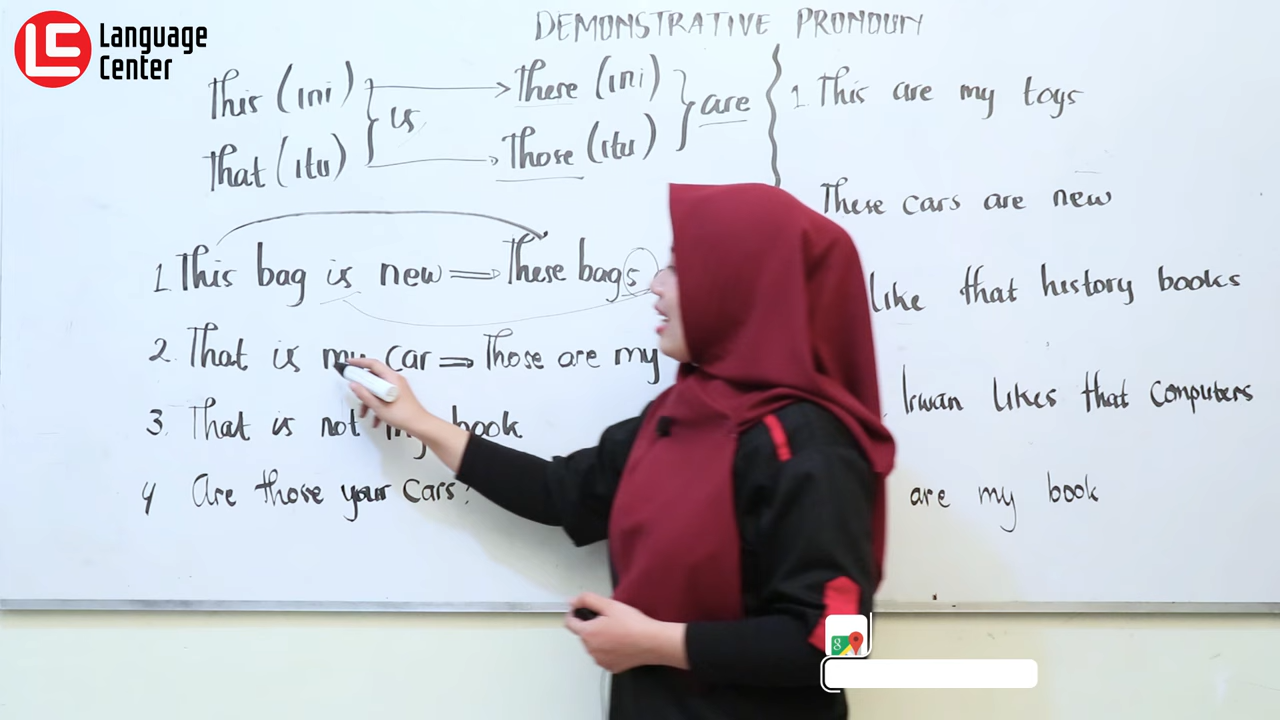 LC Language
Center
DEMONSTRATIVE PRONOUN
This (ini)
That (itu)
is
There (ini)
Those (itu)
are
1. This bag is new ⇒ These bags
2. That is my car ⇒ Those are my
3. That is not my book
4 Are those your cars?
1. This are my toys
These cars are new
like that history books
Irwan likes that computers
are my book